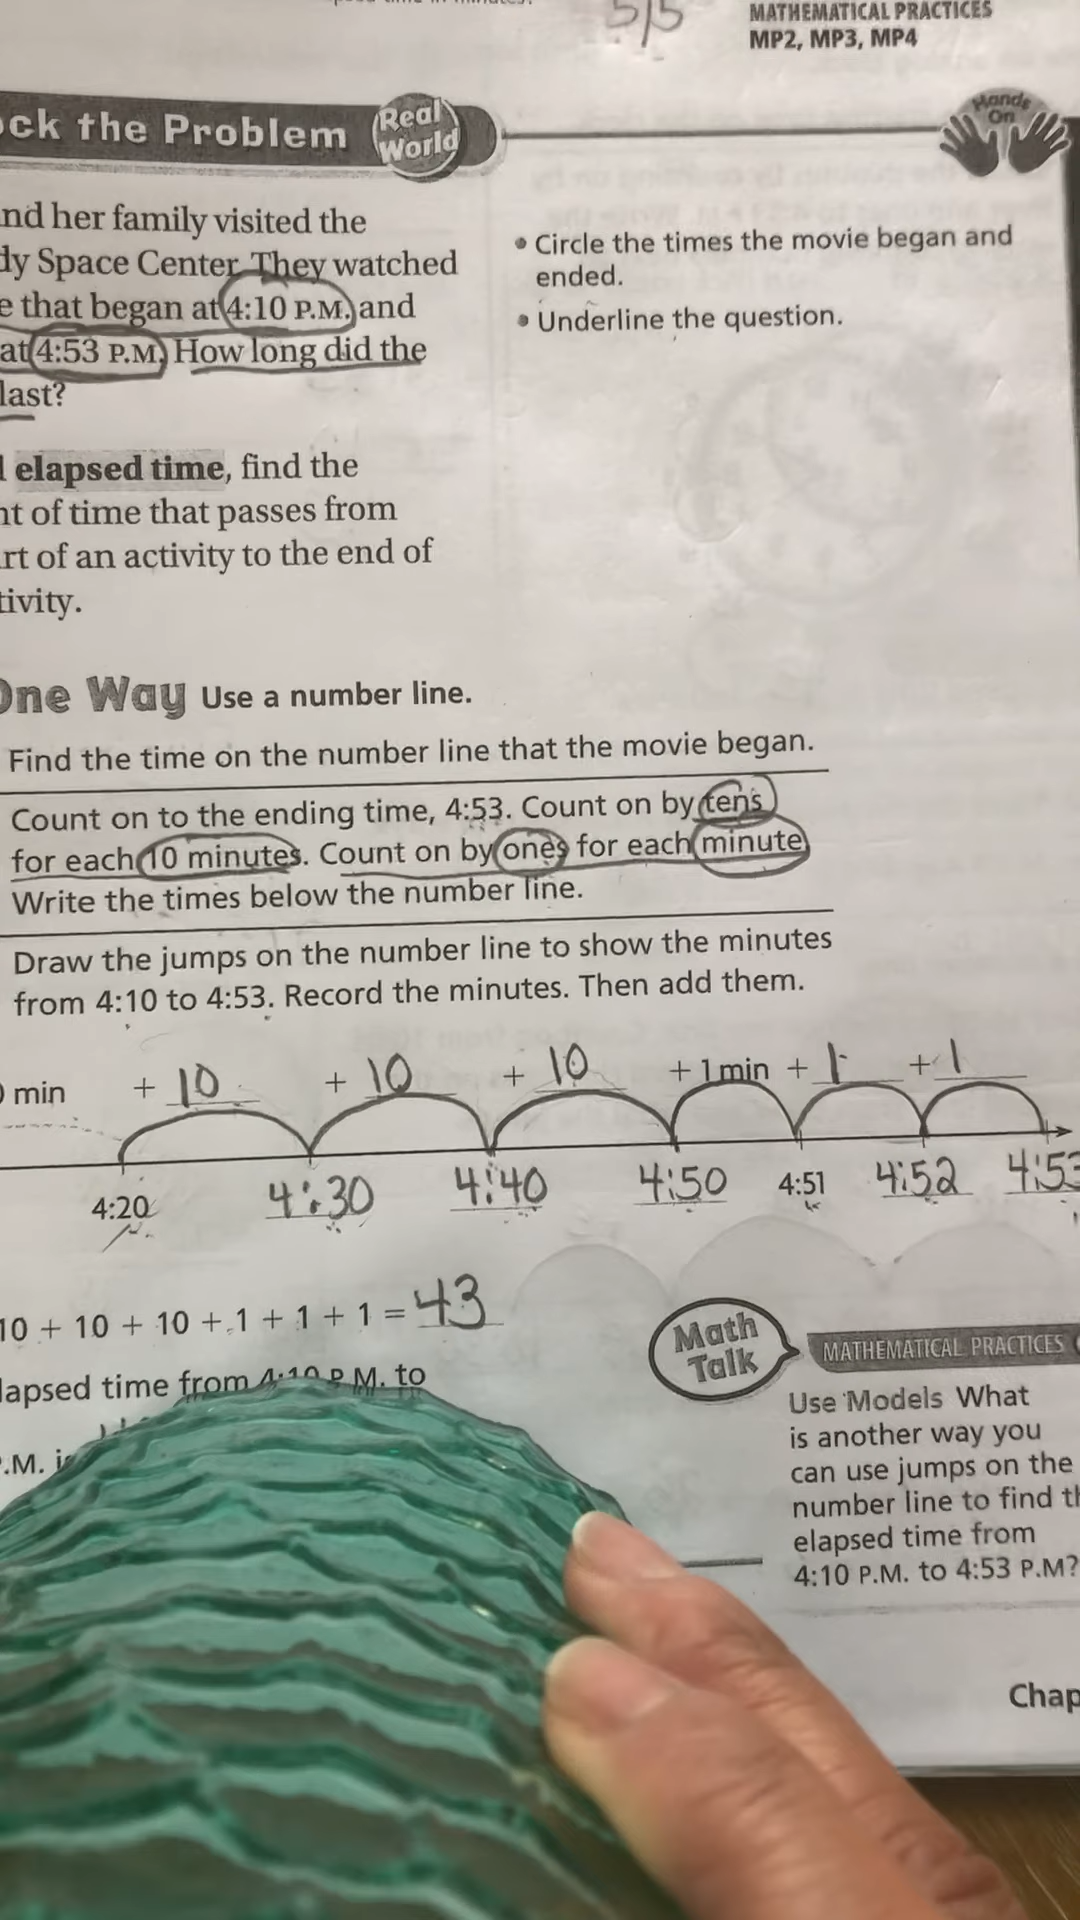 5/5
MATHEMATICAL PRACTICES
MP2, MP3, MP4
ck the Problem
Real World
Hands On
nd her family visited the
dy Space Center. They watched
e that began at 4:10 P.M. and
at 4:53 P.M. How long did the
last?
• Circle the times the movie began and
ended.
• Underline the question.
elapsed time, find the
nt of time that passes from
rt of an activity to the end of
tivity.
One Way Use a number line.
Find the time on the number line that the movie began.
Count on to the ending time, 4:53. Count on by tens
for each 10 minutes. Count on by ones for each minute
Write the times below the number line.
Draw the jumps on the number line to show the minutes
from 4:10 to 4:53. Record the minutes. Then add them.
min + 10 + 10 + 10 + 1 min + 1 + 1
4:20 4:30 4:40 4:50 4:51 4:52 4:53
10 + 10 + 10 + 1 + 1 + 1 = 43
lapsed time from 4:10 P.M. to
.M. i
Math Talk
MATHEMATICAL PRACTICES
Use Models What
is another way you
can use jumps on the
number line to find th
elapsed time from
4:10 P.M. to 4:53 P.M?
Chap